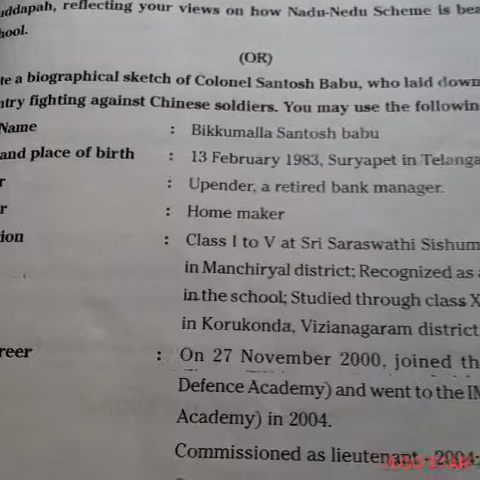 uddapah, reflecting your views on how Nadu-Nedu Scheme is bea
hool.
(OR)
te a biographical sketch of Colonel Santosh Babu, who laid down
ntry fighting against Chinese soldiers. You may use the followin
Name : Bikkumalla Santosh babu
and place of birth : 13 February 1983, Suryapet in Telanga
r : Upender, a retired bank manager.
r : Home maker
ion : Class I to V at Sri Saraswathi Sishum
in Manchiryal district; Recognized as a
in the school; Studied through class X
in Korukonda, Vizianagaram district
reer : On 27 November 2000, joined th
Defence Academy) and went to the IM
Academy) in 2004.
Commissioned as lieutenant - 2004;